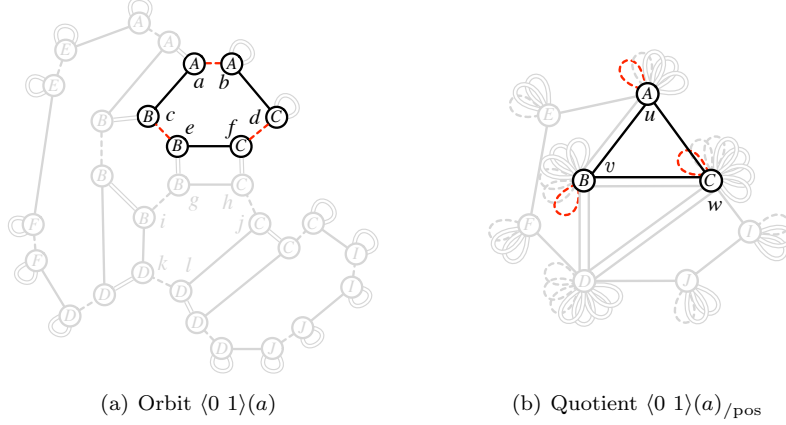 A A
E A A A E A
a b u
E
B B c d C
e f
B B C B v C
w
B B C
g h
B i j C C C F I
F
F D k l I
D I D J
D D
D D J J
(a) Orbit ⟨0 1⟩(a) (b) Quotient ⟨0 1⟩(a)/pos